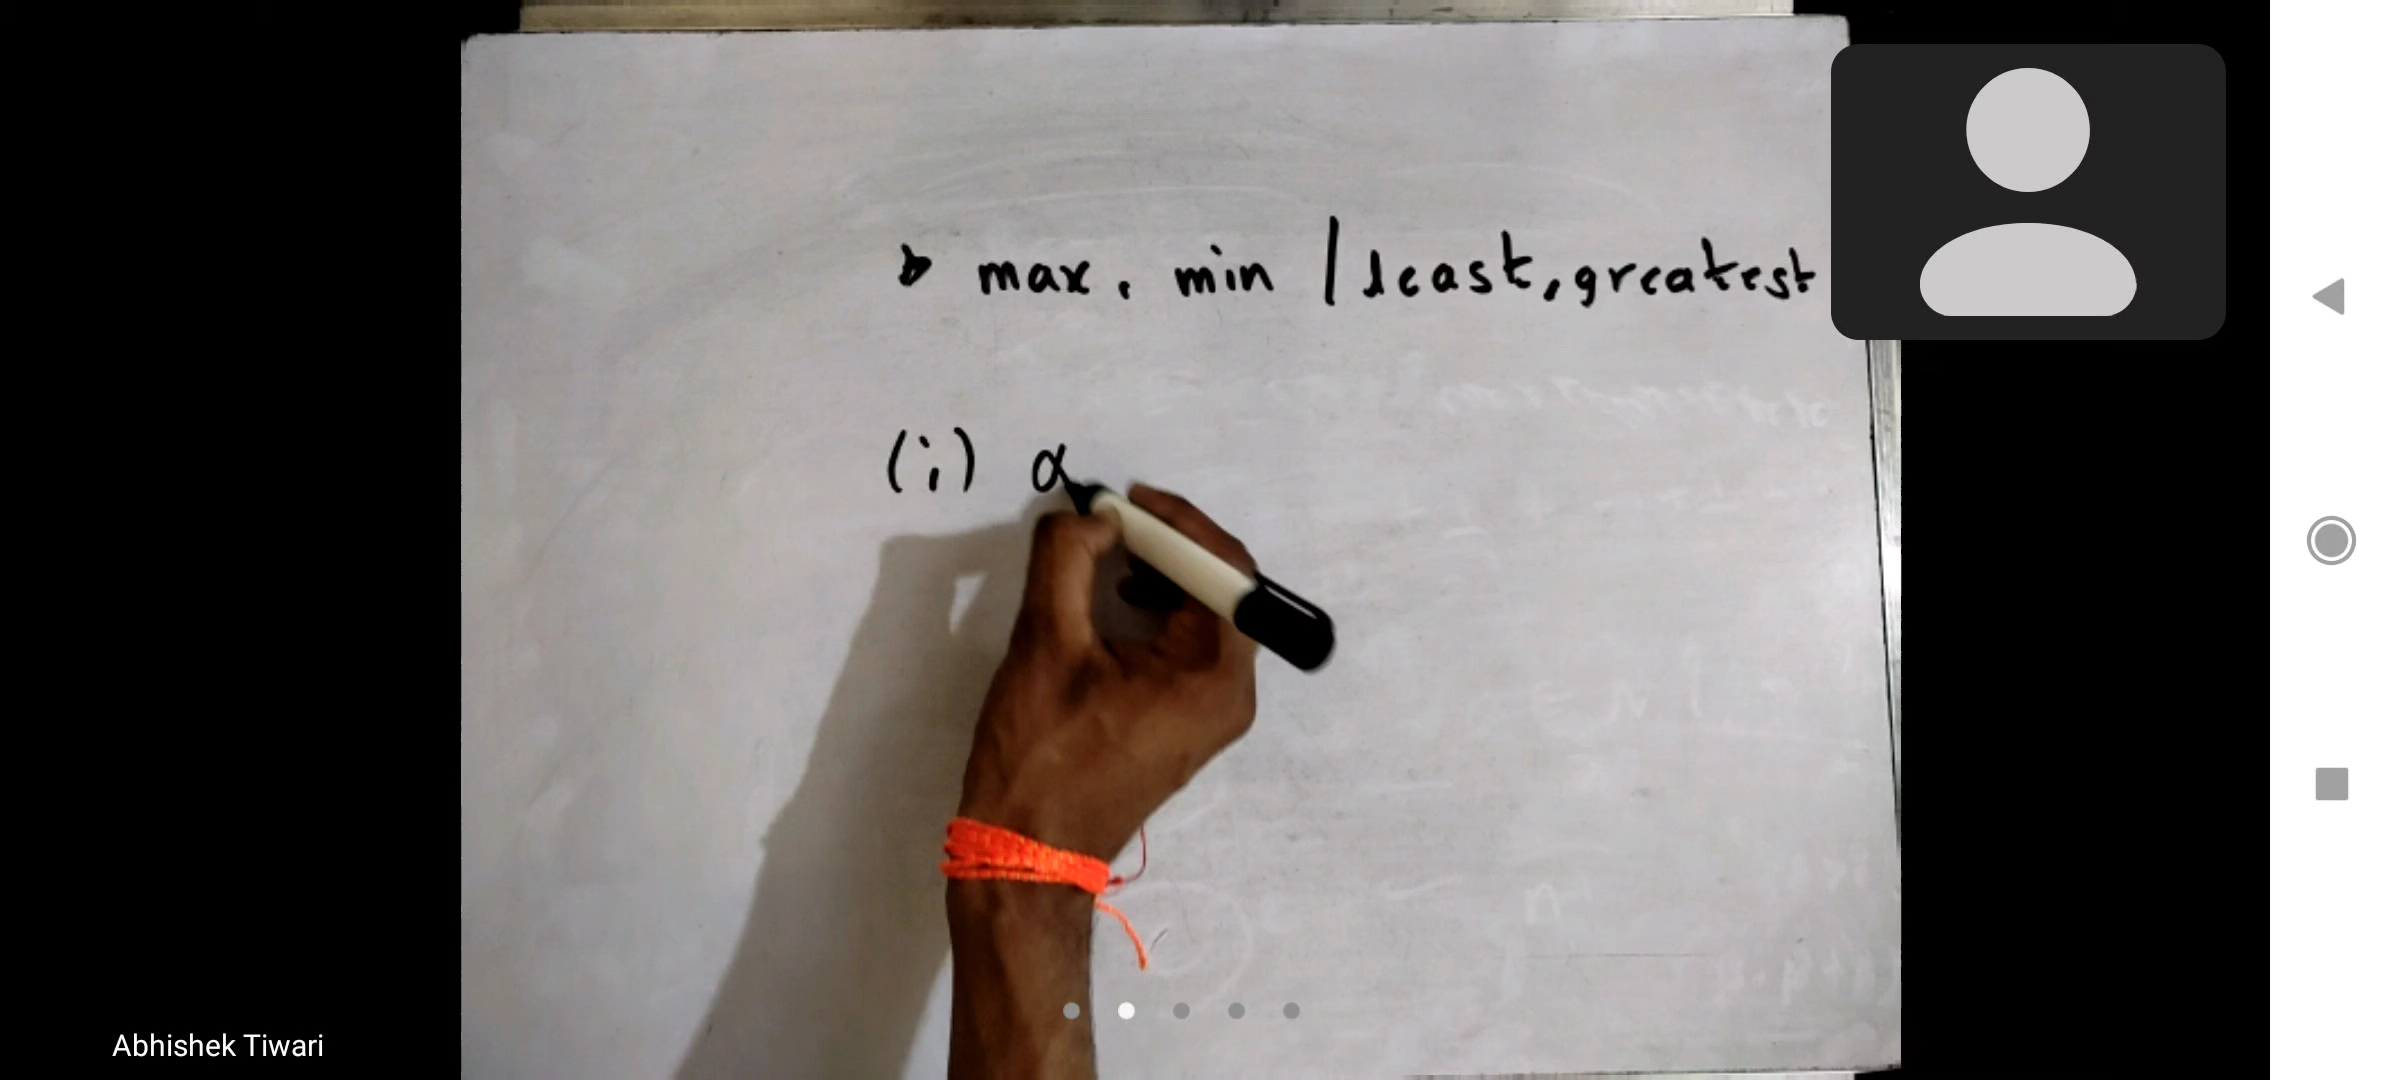 max. min / least, greatest
(i) α
Abhishek Tiwari